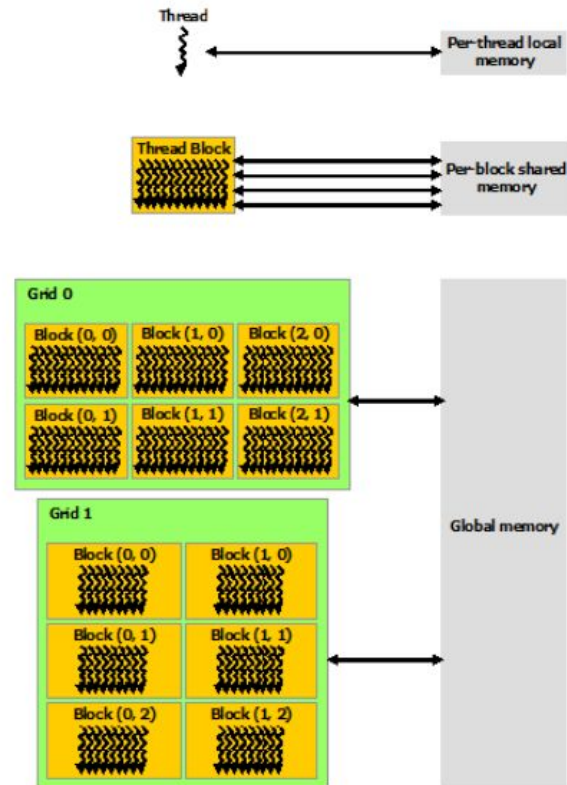 Thread
Per-thread local
memory
Thread Block
Per-block shared
memory
Grid 0
Block (0, 0) Block (1, 0) Block (2, 0)
Block (0, 1) Block (1, 1) Block (2, 1)
Grid 1
Global memory
Block (0, 0) Block (1, 0)
Block (0, 1) Block (1, 1)
Block (0, 2) Block (1, 2)